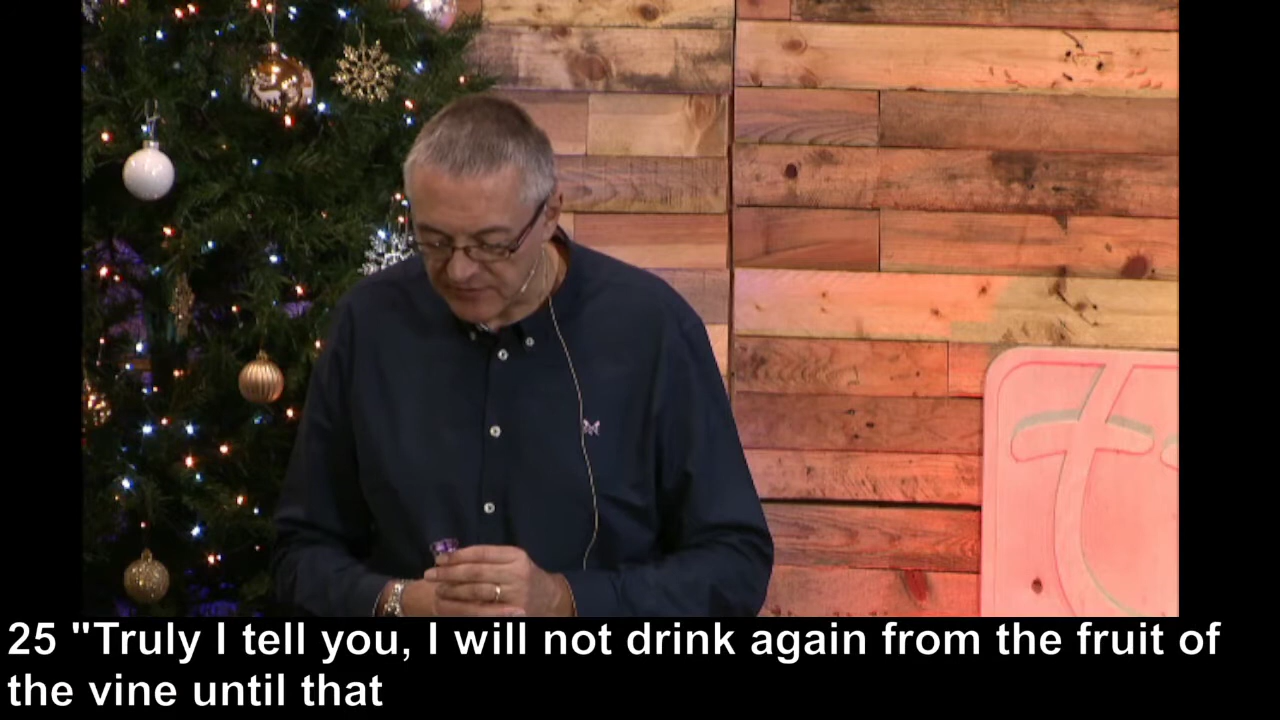 25 "Truly I tell you, I will not drink again from the fruit of
the vine until that